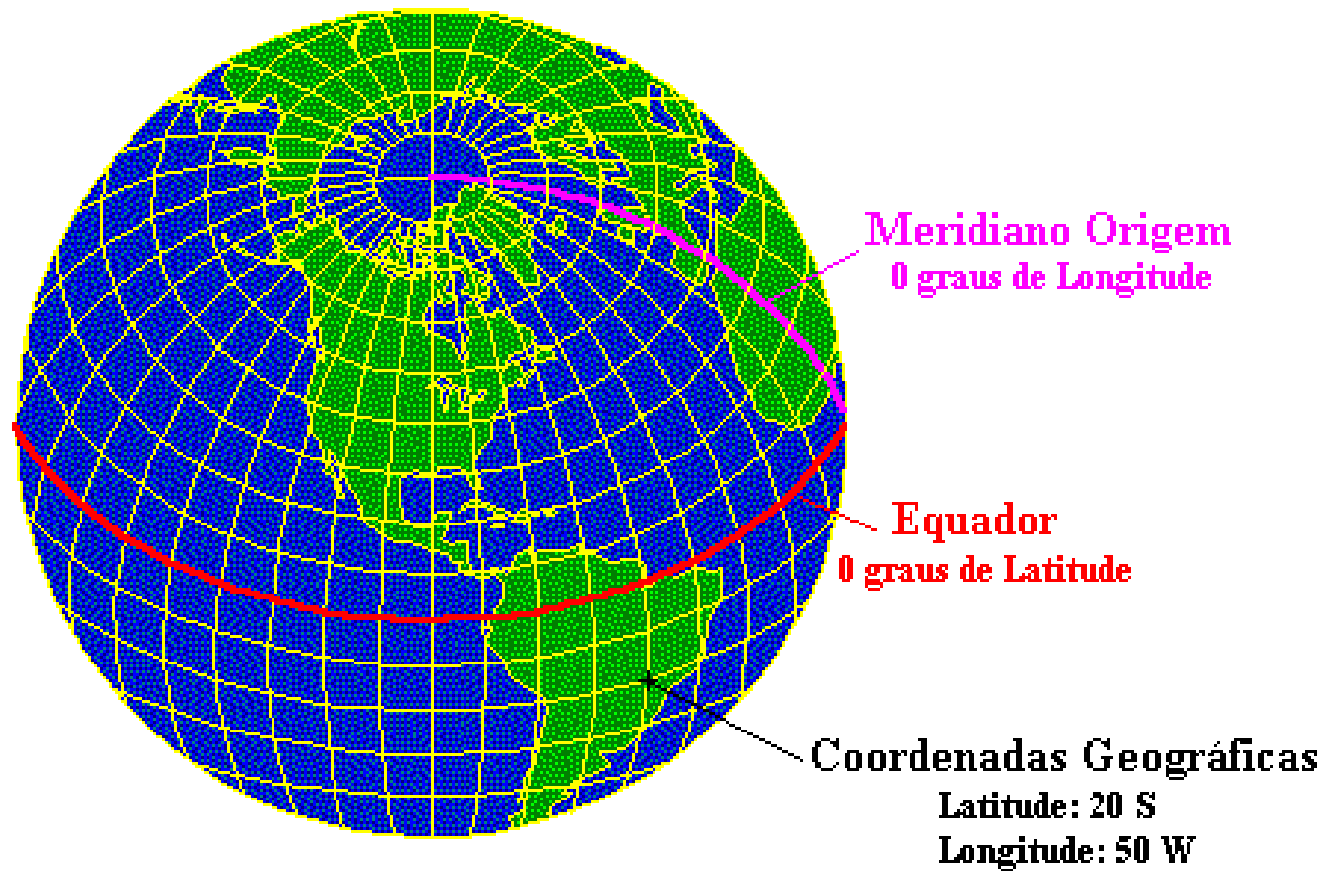 Meridiano Origem
0 graus de Longitude
Equador
0 graus de Latitude
Coordenadas Geográficas
Latitude: 20 S
Longitude: 50 W